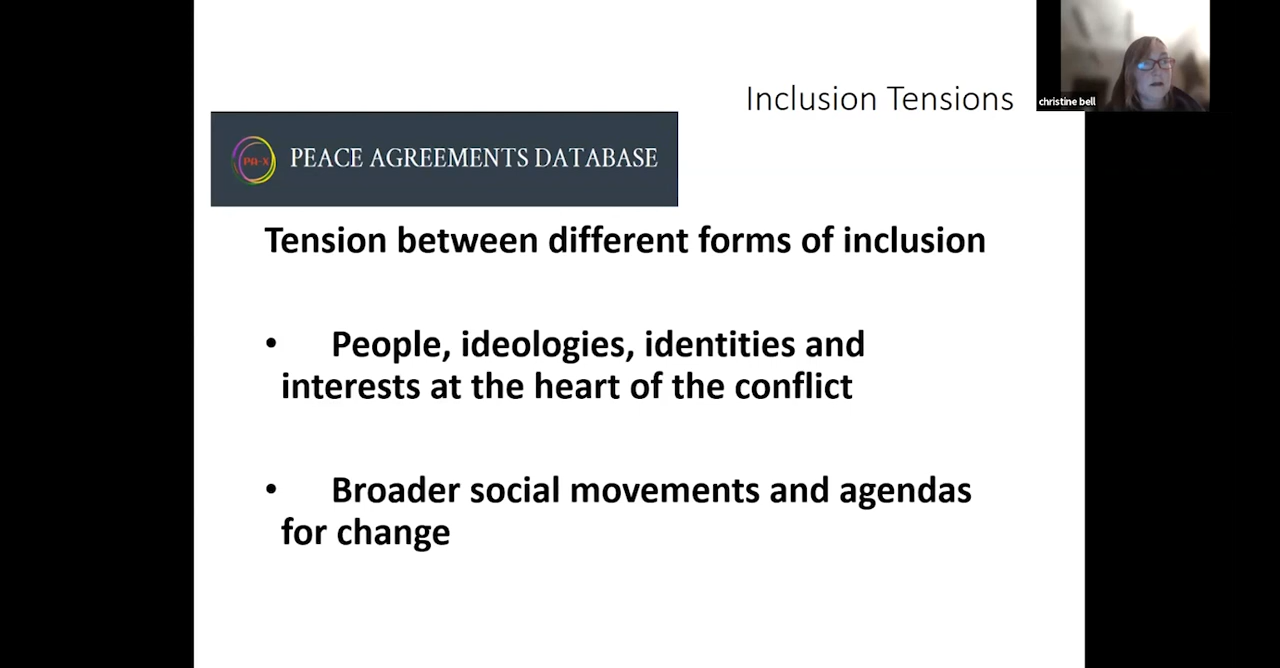 Inclusion Tensions
christine bell
PA-X
PEACE AGREEMENTS DATABASE
Tension between different forms of inclusion
• People, ideologies, identities and
interests at the heart of the conflict
• Broader social movements and agendas
for change